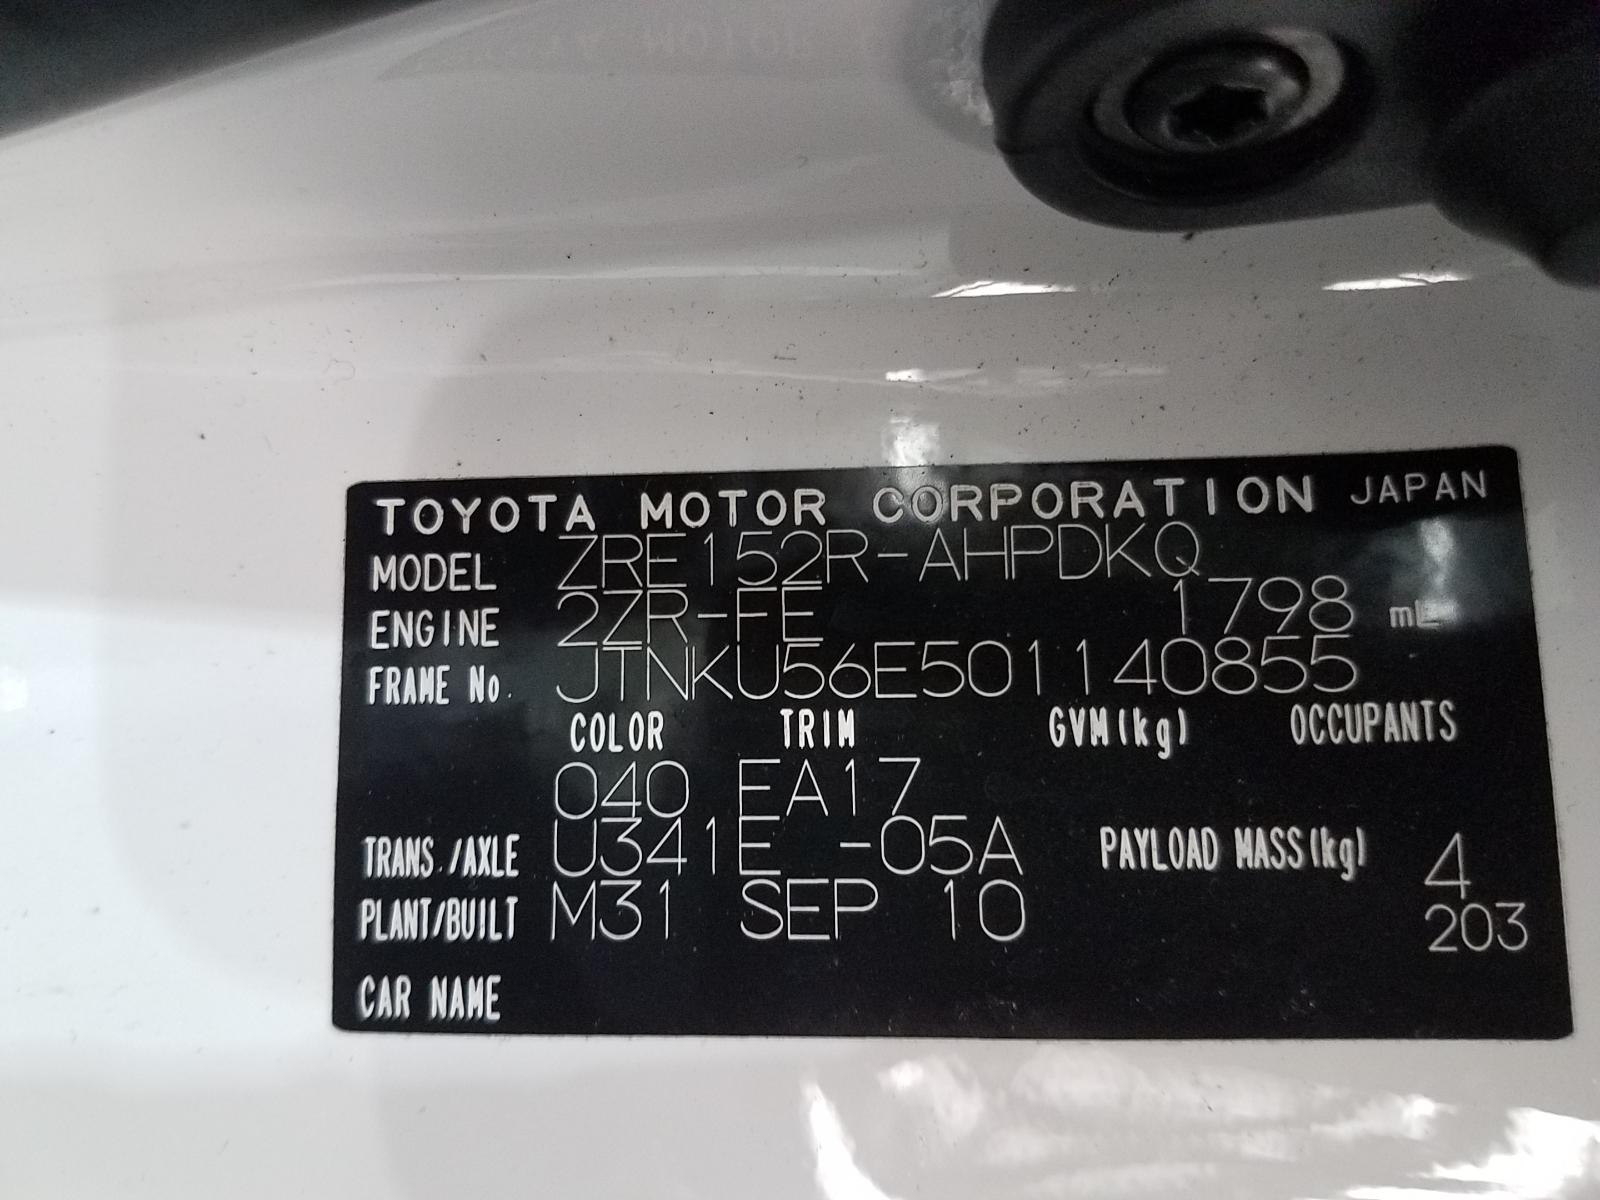 TOYOTA MOTOR CORPORATION JAPAN
MODEL ZRE152R-AHPDKQ
ENGINE 2ZR-FE 1798 mL
FRAME No. JTNKU56E501140855
COLOR TRIM GVM(kg) OCCUPANTS
040 EA17
TRANS./AXLE U341E -05A PAYLOAD MASS(kg) 4
PLANT/BUILT M31 SEP 10 203
CAR NAME